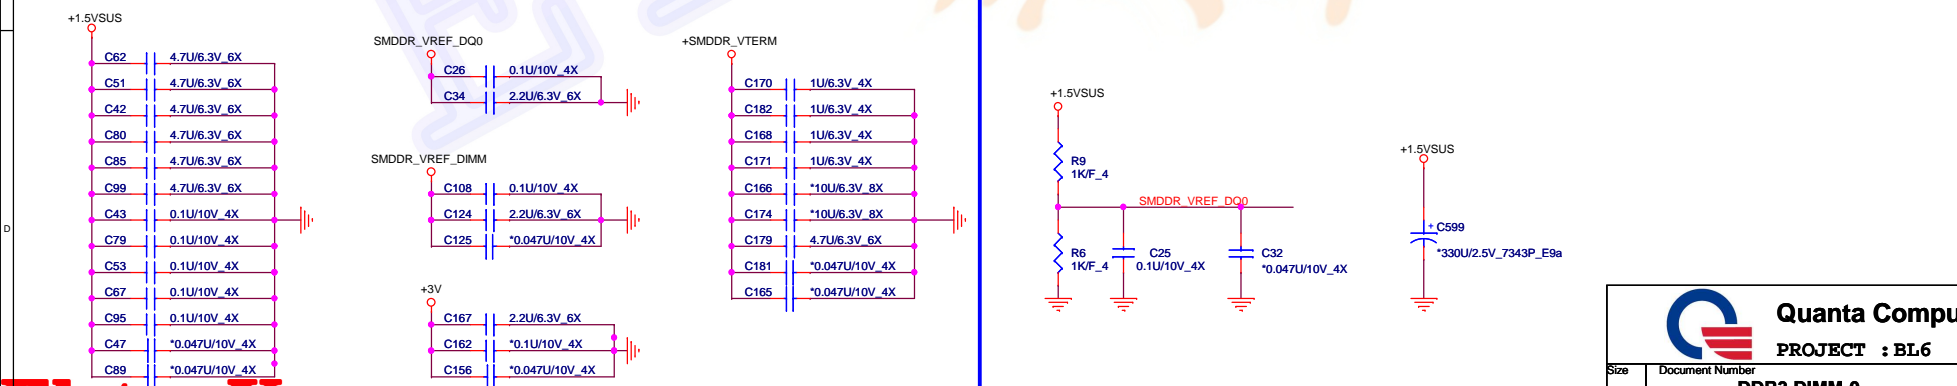 +1.5VSUS
C62 4.7U/6.3V_6X
C51 4.7U/6.3V_6X
C42 4.7U/6.3V_6X
C80 4.7U/6.3V_6X
C85 4.7U/6.3V_6X
C99 4.7U/6.3V_6X
C43 0.1U/10V_4X
C79 0.1U/10V_4X
C53 0.1U/10V_4X
C67 0.1U/10V_4X
C95 0.1U/10V_4X
C47 *0.047U/10V_4X
C89 *0.047U/10V_4X
D
SMDDR_VREF_DQ0
C26 0.1U/10V_4X
C34 2.2U/6.3V_6X
SMDDR_VREF_DIMM
C108 0.1U/10V_4X
C124 2.2U/6.3V_6X
C125 *0.047U/10V_4X
+3V
C167 2.2U/6.3V_6X
C162 *0.1U/10V_4X
C156 *0.047U/10V_4X
+SMDDR_VTERM
C170 1U/6.3V_4X
C182 1U/6.3V_4X
C168 1U/6.3V_4X
C171 1U/6.3V_4X
C166 *10U/6.3V_8X
C174 *10U/6.3V_8X
C179 4.7U/6.3V_6X
C181 *0.047U/10V_4X
C165 *0.047U/10V_4X
+1.5VSUS
R9
1K/F_4
SMDDR_VREF_DQ0
R6
1K/F_4
C25
0.1U/10V_4X
C32
*0.047U/10V_4X
+1.5VSUS
+ C599
*330U/2.5V_7343P_E9a
Quanta Compu
PROJECT : BL6
Size Document Number
DDR3 DIMM-0